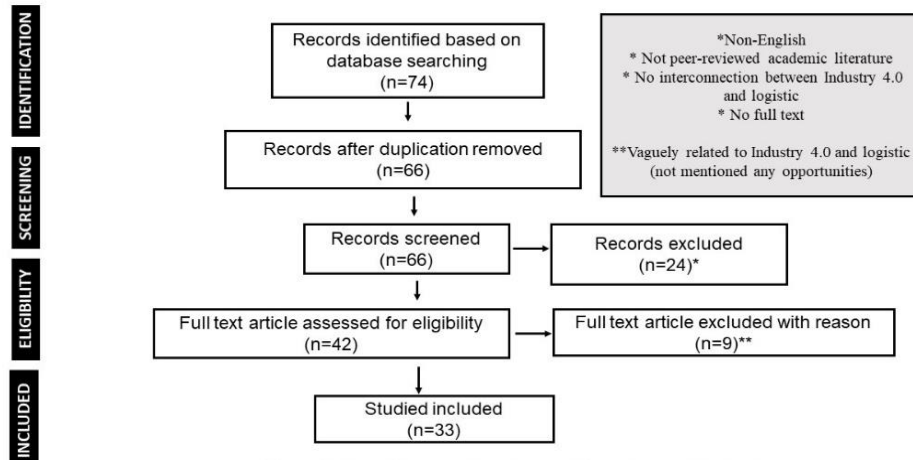 IDENTIFICATION
Records identified based on
database searching
(n=74)
*Non-English
* Not peer-reviewed academic literature
* No interconnection between Industry 4.0
and logistic
* No full text
**Vaguely related to Industry 4.0 and logistic
(not mentioned any opportunities)
Records after duplication removed
(n=66)
SCREENING
Records screened
(n=66)
Records excluded
(n=24)*
ELIGIBILITY
Full text article assessed for eligibility
(n=42)
Full text article excluded with reason
(n=9)**
INCLUDED
Studied included
(n=33)